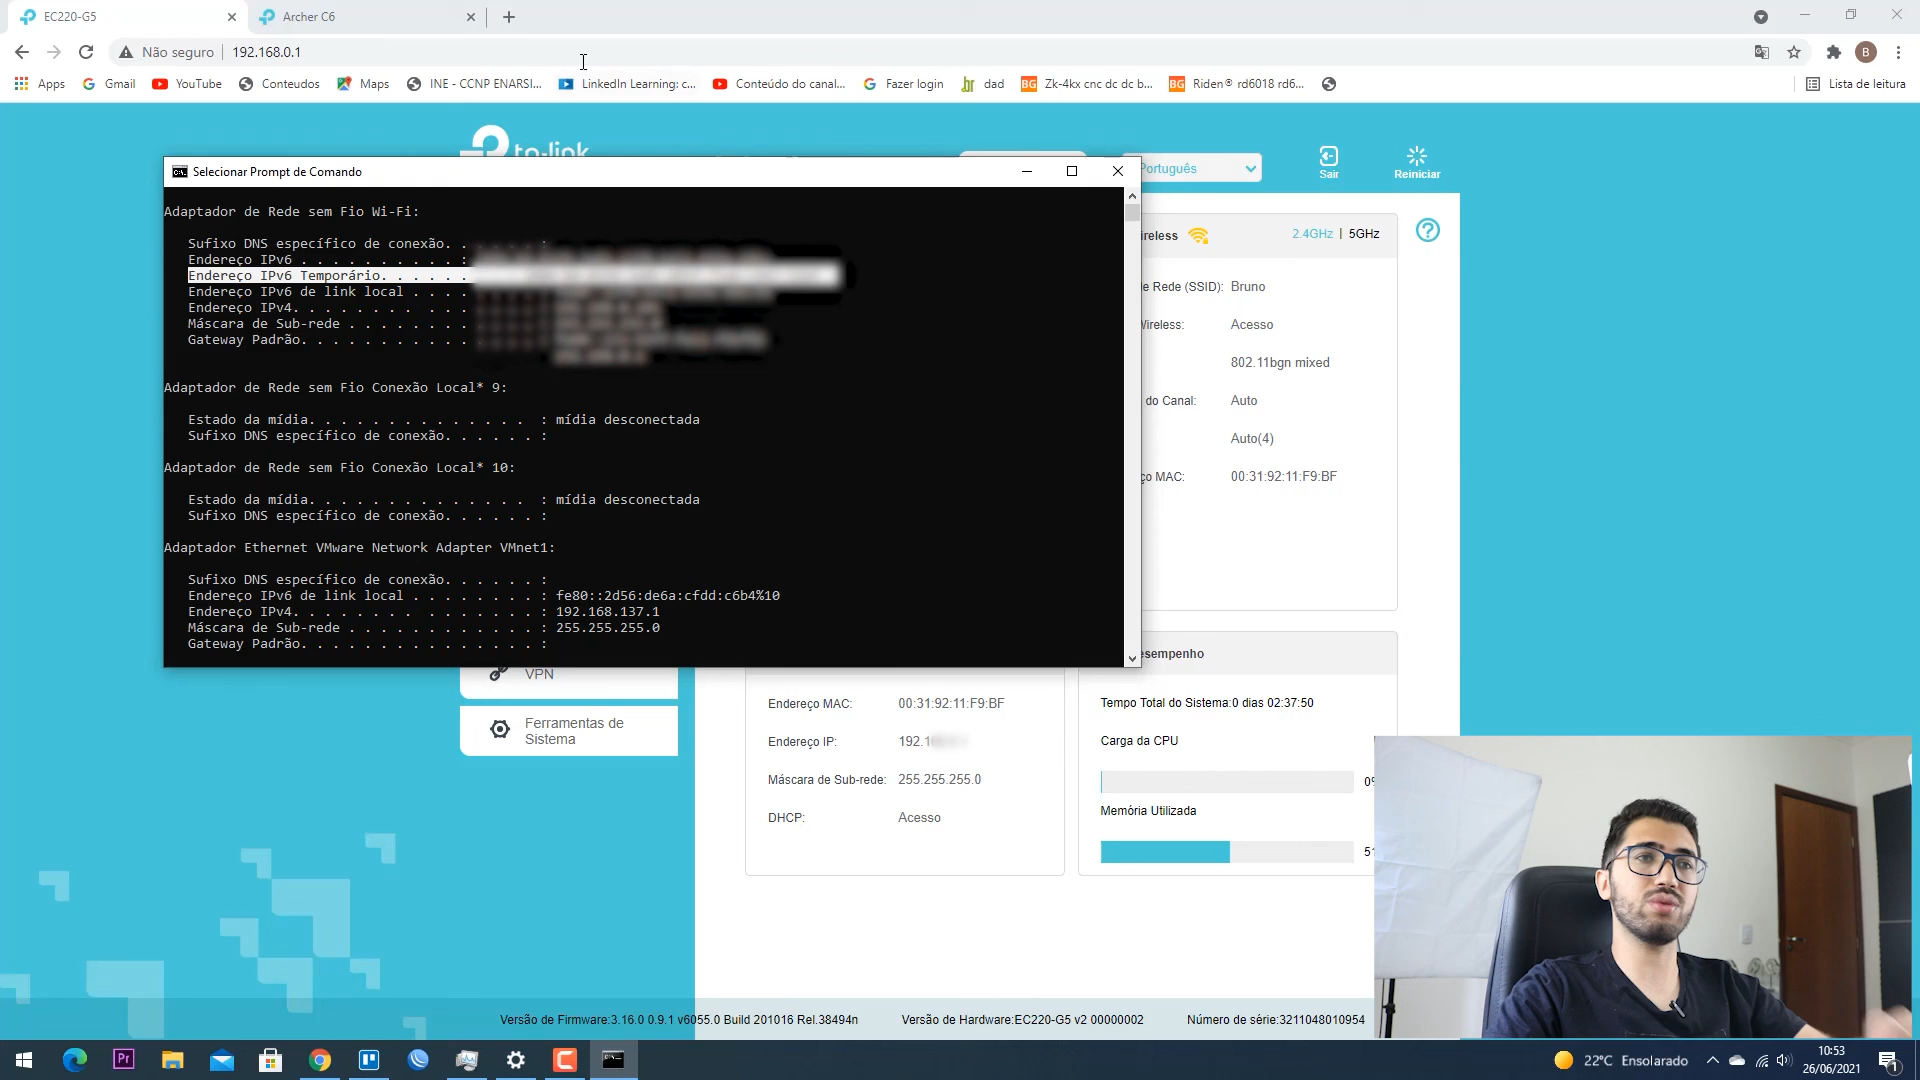 EC220-G5
Archer C6
Não seguro
192.168.0.1
B
Apps
Gmail
YouTube
Conteudos
Maps
INE - CCNP ENARSI...
LinkedIn Learning: c...
Conteúdo do canal...
Fazer login
dad
BG
Zk-4kx cnc dc dc b...
BG
Riden® rd6018 rd6...
Lista de leitura
tp-link
Português
Sair
Reiniciar
Selecionar Prompt de Comando
Adaptador de Rede sem Fio Wi-Fi:
Sufixo DNS específico de conexão. . . . . . . :
Endereço IPv6 . . . . . . . . . . :
Endereço IPv6 Temporário. . . . . .
Endereço IPv6 de link local . . . .
Endereço IPv4. . . . . . . . . . .
Máscara de Sub-rede . . . . . . . .
Gateway Padrão. . . . . . . . . . .
Adaptador de Rede sem Fio Conexão Local* 9:
Estado da mídia. . . . . . . . . . . . . . : mídia desconectada
Sufixo DNS específico de conexão. . . . . . :
Adaptador de Rede sem Fio Conexão Local* 10:
Estado da mídia. . . . . . . . . . . . . . : mídia desconectada
Sufixo DNS específico de conexão. . . . . . :
Adaptador Ethernet VMware Network Adapter VMnet1:
Sufixo DNS específico de conexão. . . . . . :
Endereço IPv6 de link local . . . . . . . . : fe80::2d56:de6a:cfdd:c6b4%10
Endereço IPv4. . . . . . . . . . . . . . . : 192.168.137.1
Máscara de Sub-rede . . . . . . . . . . . . : 255.255.255.0
Gateway Padrão. . . . . . . . . . . . . . . :
ireless
2.4GHz | 5GHz
e Rede (SSID): Bruno
Wireless: Acesso
802.11bgn mixed
do Canal: Auto
Auto(4)
ço MAC: 00:31:92:11:F9:BF
VPN
Ferramentas de
Sistema
Endereço MAC: 00:31:92:11:F9:BF
Endereço IP: 192.1
Máscara de Sub-rede: 255.255.255.0
DHCP: Acesso
esempenho
Tempo Total do Sistema:0 dias 02:37:50
Carga da CPU
0%
Memória Utilizada
51
Versão de Firmware:3.16.0 0.9.1 v6055.0 Build 201016 Rel.38494n
Versão de Hardware:EC220-G5 v2 00000002
Número de série:3211048010954
Pr
22°C Ensolarado
10:53
26/06/2021
1